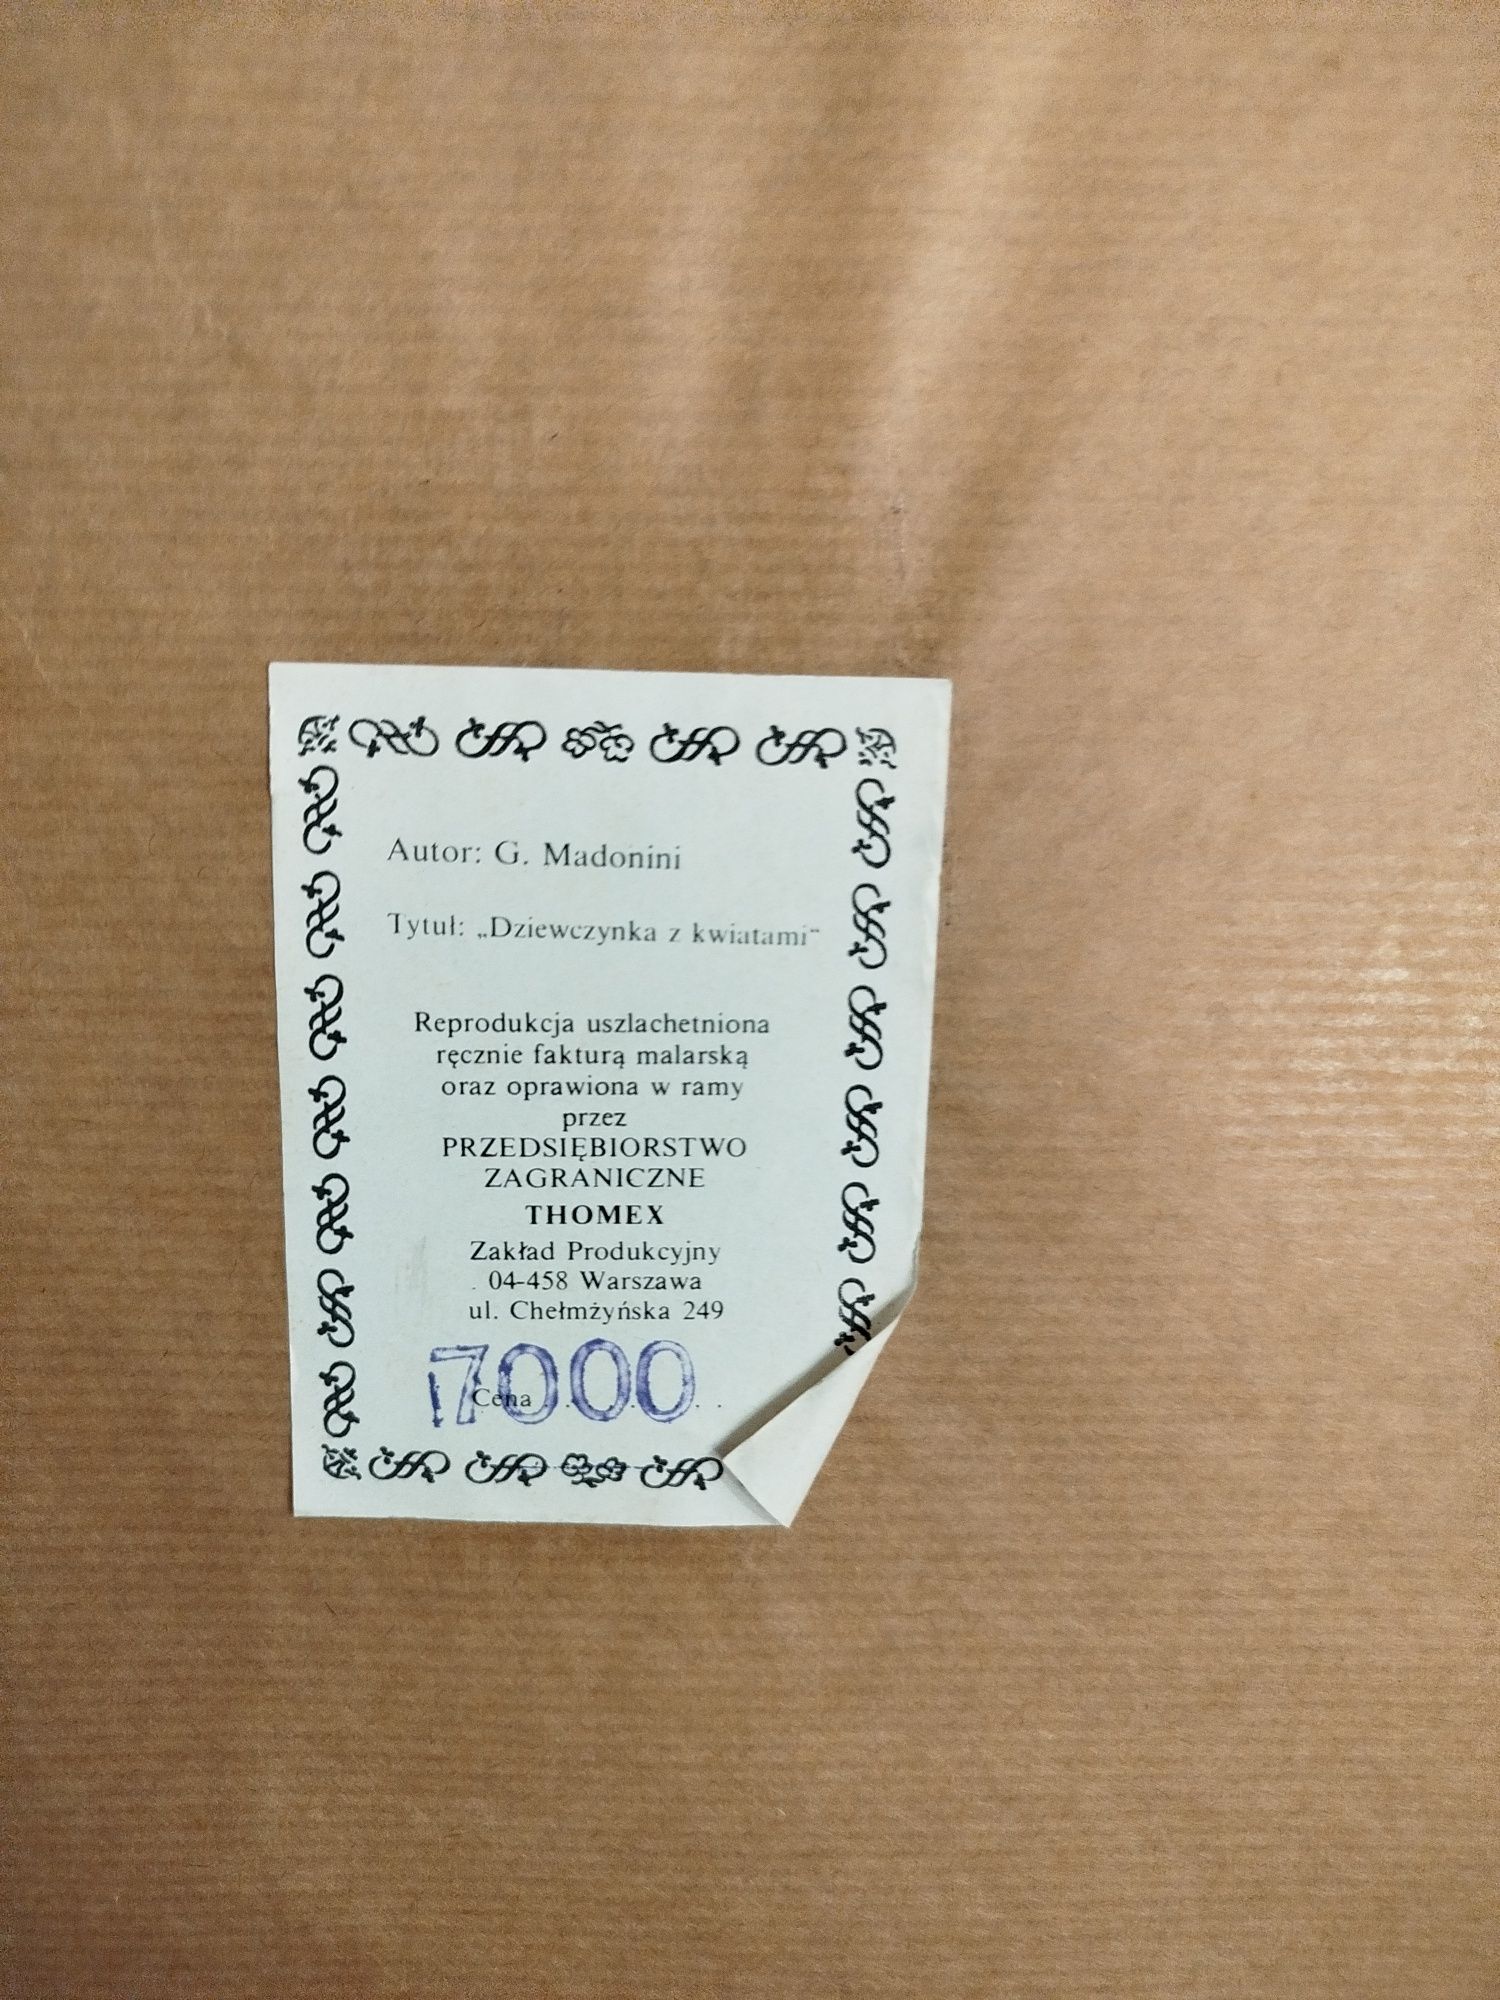 Autor: G. Madonini
Tytuł: „Dziewczynka z kwiatami“
Reprodukcja uszlachetniona
ręcznie fakturą malarską
oraz oprawiona w ramy
przez
PRZEDSIĘBIORSTWO
ZAGRANICZNE
THOMEX
Zakład Produkcyjny
04-458 Warszawa
ul. Chełmżyńska 249
Cena 7000